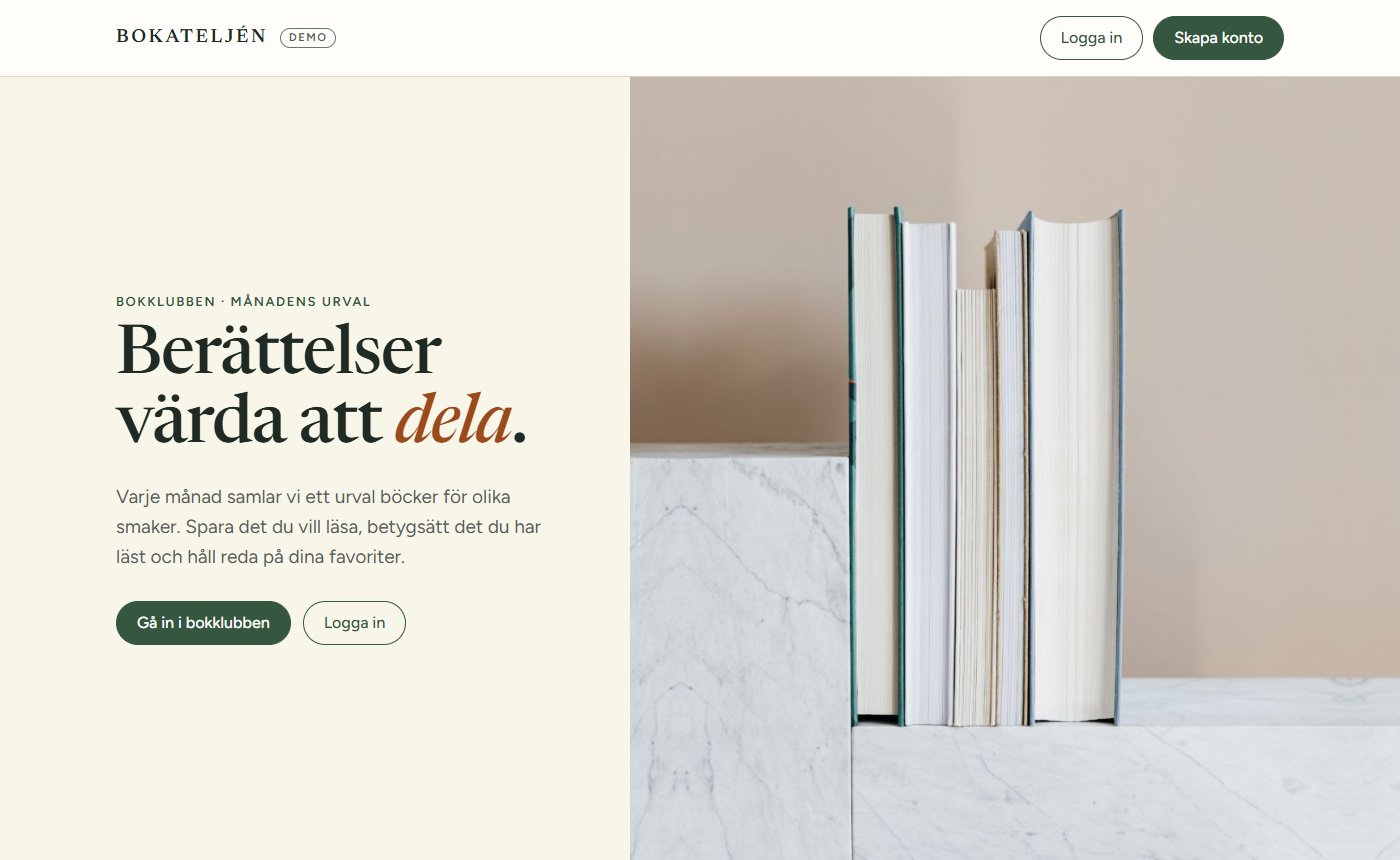 BOKATELJÉN DEMO
Logga in Skapa konto
BOKKLUBBEN · MÅNADENS URVAL
Berättelser
värda att dela.
Varje månad samlar vi ett urval böcker för olika
smaker. Spara det du vill läsa, betygsätt det du har
läst och håll reda på dina favoriter.
Gå in i bokklubben Logga in